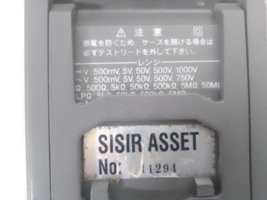 ⚠ 注 意
感電を防ぐため、ケースを開ける場合は
必ずテストリードを外して下さい。
レンジ
⎓V. 500mV, 5V, 50V, 500V, 1000V
~V. 500mV, 5V, 50V, 500V, 750V
Ω 500Ω, 5kΩ, 50kΩ, 500kΩ, 5MΩ, 50MΩ
SISIR ASSET
No: 11294